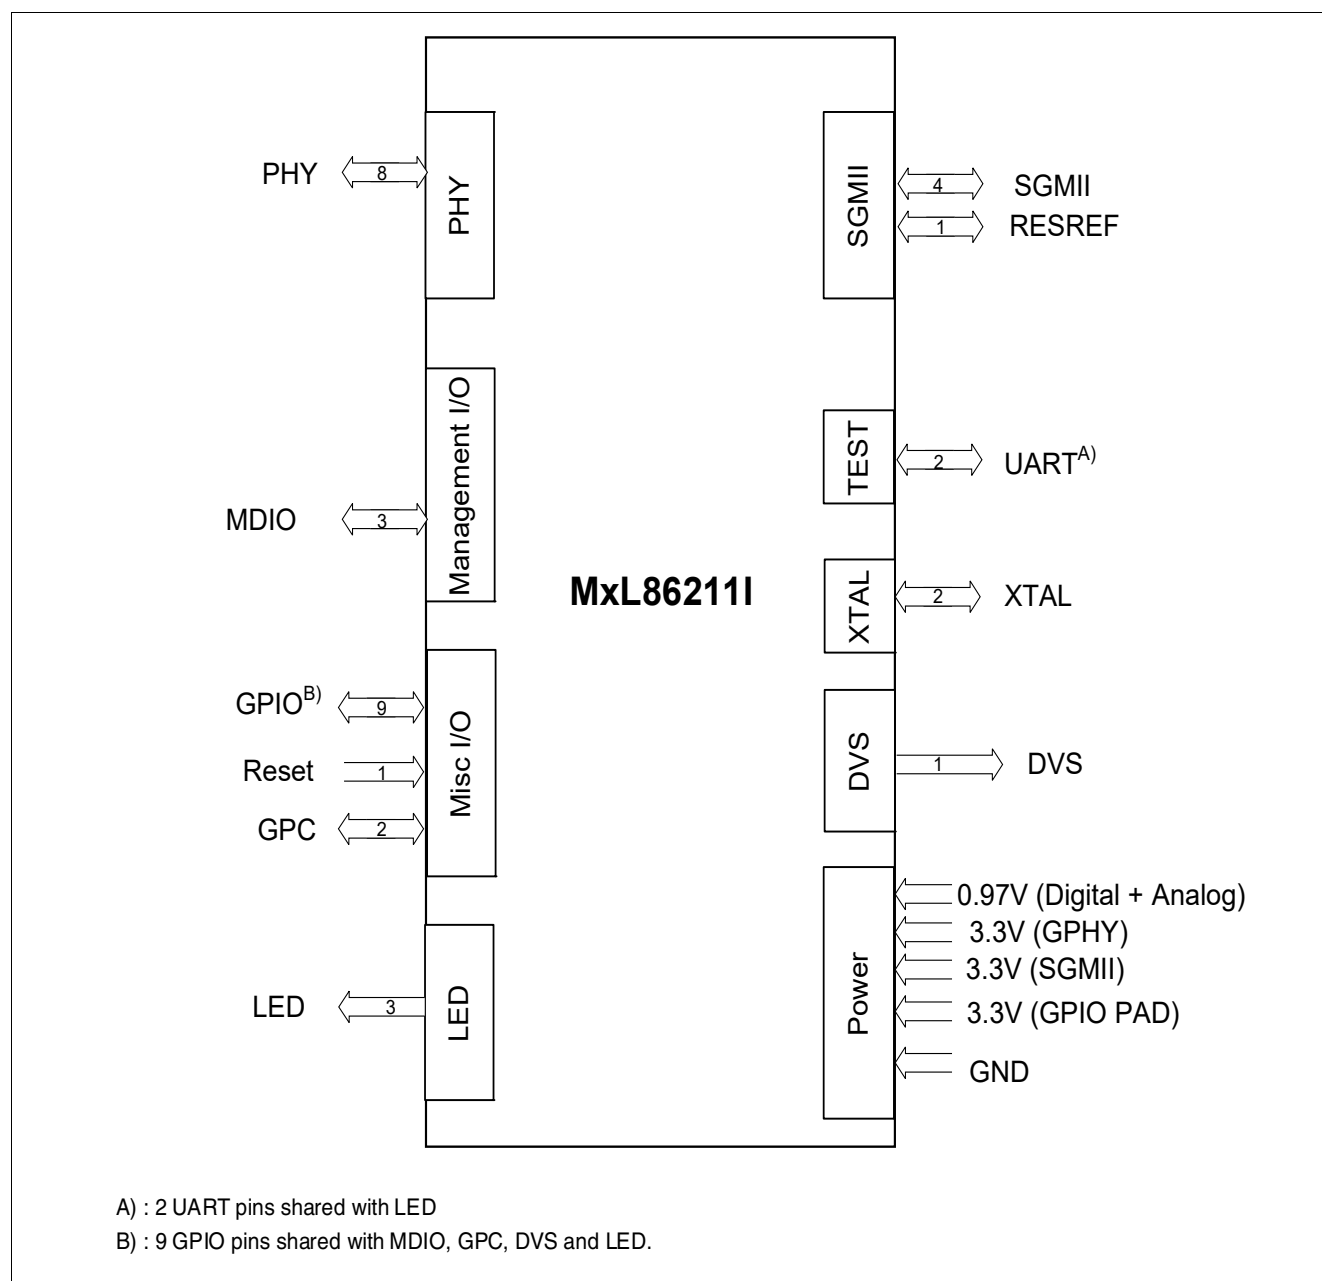 PHY 8 PHY
MDIO 3 Management I/O
GPIO^B) 9
Reset 1
GPC 2
Misc I/O
LED 3 LED
MxL86211I
SGMII 4 SGMII
1 RESREF
TEST 2 UART^A)
XTAL 2 XTAL
DVS 1 DVS
Power
0.97V (Digital + Analog)
3.3V (GPHY)
3.3V (SGMII)
3.3V (GPIO PAD)
GND
A) : 2 UART pins shared with LED
B) : 9 GPIO pins shared with MDIO, GPC, DVS and LED.